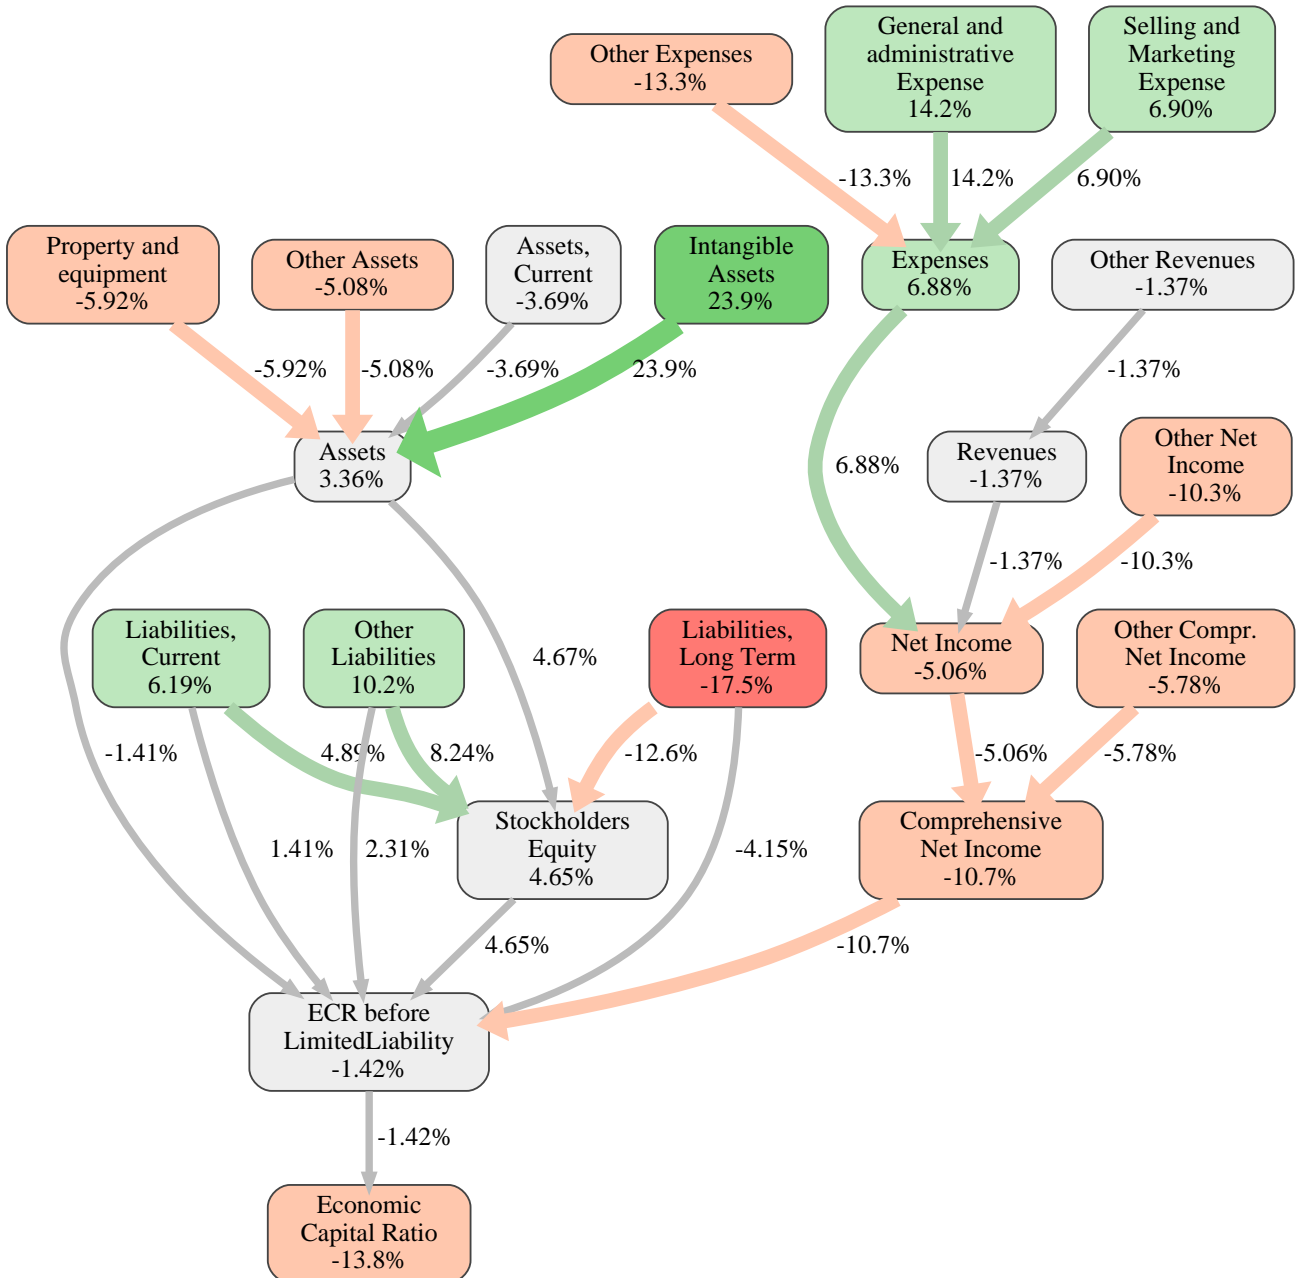 Other Expenses
-13.3%
General and
administrative
Expense
14.2%
Selling and
Marketing
Expense
6.90%
-13.3%
14.2%
6.90%
Property and
equipment
-5.92%
Other Assets
-5.08%
Assets,
Current
-3.69%
Intangible
Assets
23.9%
Expenses
6.88%
Other Revenues
-1.37%
-5.92%
-5.08%
-3.69%
23.9%
-1.37%
Assets
3.36%
6.88%
Revenues
-1.37%
Other Net
Income
-10.3%
-1.37%
-10.3%
Liabilities,
Current
6.19%
Other
Liabilities
10.2%
4.67%
Liabilities,
Long Term
-17.5%
Net Income
-5.06%
Other Compr.
Net Income
-5.78%
-1.41%
4.89%
8.24%
-12.6%
-5.06%
-5.78%
1.41%
2.31%
Stockholders
Equity
4.65%
-4.15%
Comprehensive
Net Income
-10.7%
4.65%
-10.7%
ECR before
LimitedLiability
-1.42%
-1.42%
Economic
Capital Ratio
-13.8%